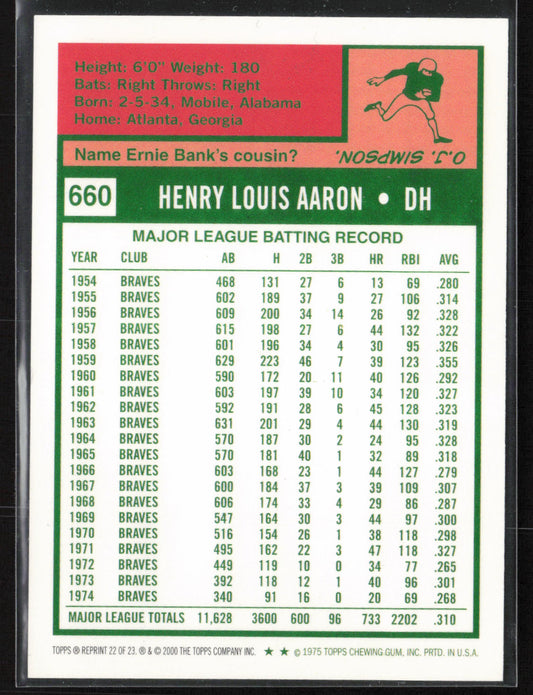 Height: 6'0" Weight: 180
Bats: Right Throws: Right
Born: 2-5-34, Mobile, Alabama
Home: Atlanta, Georgia
Name Ernie Bank's cousin?
O.J. SIMPSON.
660 HENRY LOUIS AARON • DH
MAJOR LEAGUE BATTING RECORD
YEAR CLUB AB H 2B 3B HR RBI AVG
1954 BRAVES 468 131 27 6 13 69 .280
1955 BRAVES 602 189 37 9 27 106 .314
1956 BRAVES 609 200 34 14 26 92 .328
1957 BRAVES 615 198 27 6 44 132 .322
1958 BRAVES 601 196 34 4 30 95 .326
1959 BRAVES 629 223 46 7 39 123 .355
1960 BRAVES 590 172 20 11 40 126 .292
1961 BRAVES 603 197 39 10 34 120 .327
1962 BRAVES 592 191 28 6 45 128 .323
1963 BRAVES 631 201 29 4 44 130 .319
1964 BRAVES 570 187 30 2 24 95 .328
1965 BRAVES 570 181 40 1 32 89 .318
1966 BRAVES 603 168 23 1 44 127 .279
1967 BRAVES 600 184 37 3 39 109 .307
1968 BRAVES 606 174 33 4 29 86 .287
1969 BRAVES 547 164 30 3 44 97 .300
1970 BRAVES 516 154 26 1 38 118 .298
1971 BRAVES 495 162 22 3 47 118 .327
1972 BRAVES 449 119 10 0 34 77 .265
1973 BRAVES 392 118 12 1 40 96 .301
1974 BRAVES 340 91 16 0 20 69 .268
MAJOR LEAGUE TOTALS 11,628 3600 600 96 733 2202 .310
TOPPS ® REPRINT 22 OF 23. ® & © 2000 THE TOPPS COMPANY INC. ★ ★ © 1975 TOPPS CHEWING GUM, INC. PRTD. IN U.S.A.